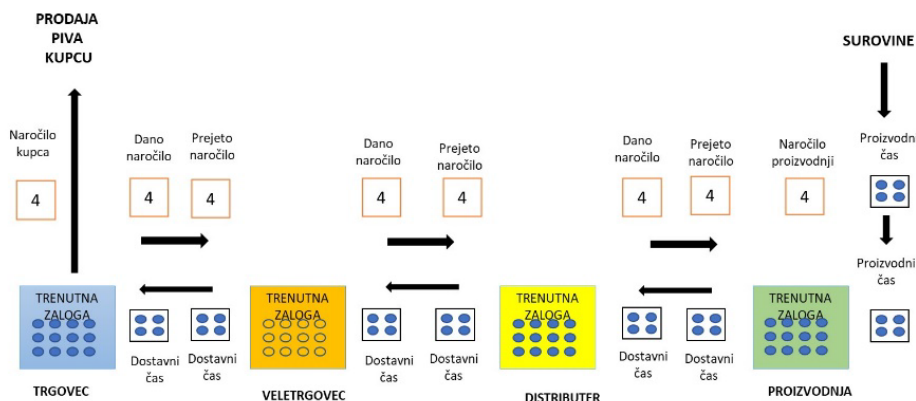 PRODAJA
PIVA
KUPCU
SUROVINE
Naročilo
kupca
Dano
naročilo
Prejeto
naročilo
Dano
naročilo
Prejeto
naročilo
Dano
naročilo
Prejeto
naročilo
Naročilo
proizvodnji
Proizvodn
čas
4
4
4
4
4
4
4
4
Proizvodni
čas
TRENUTNA
ZALOGA
TRENUTNA
ZALOGA
TRENUTNA
ZALOGA
TRENUTNA
ZALOGA
Dostavni
čas
Dostavni
čas
Dostavni
čas
Dostavni
čas
Dostavni
čas
Dostavni
čas
TRGOVEC
VELETRGOVEC
DISTRIBUTER
PROIZVODNJA